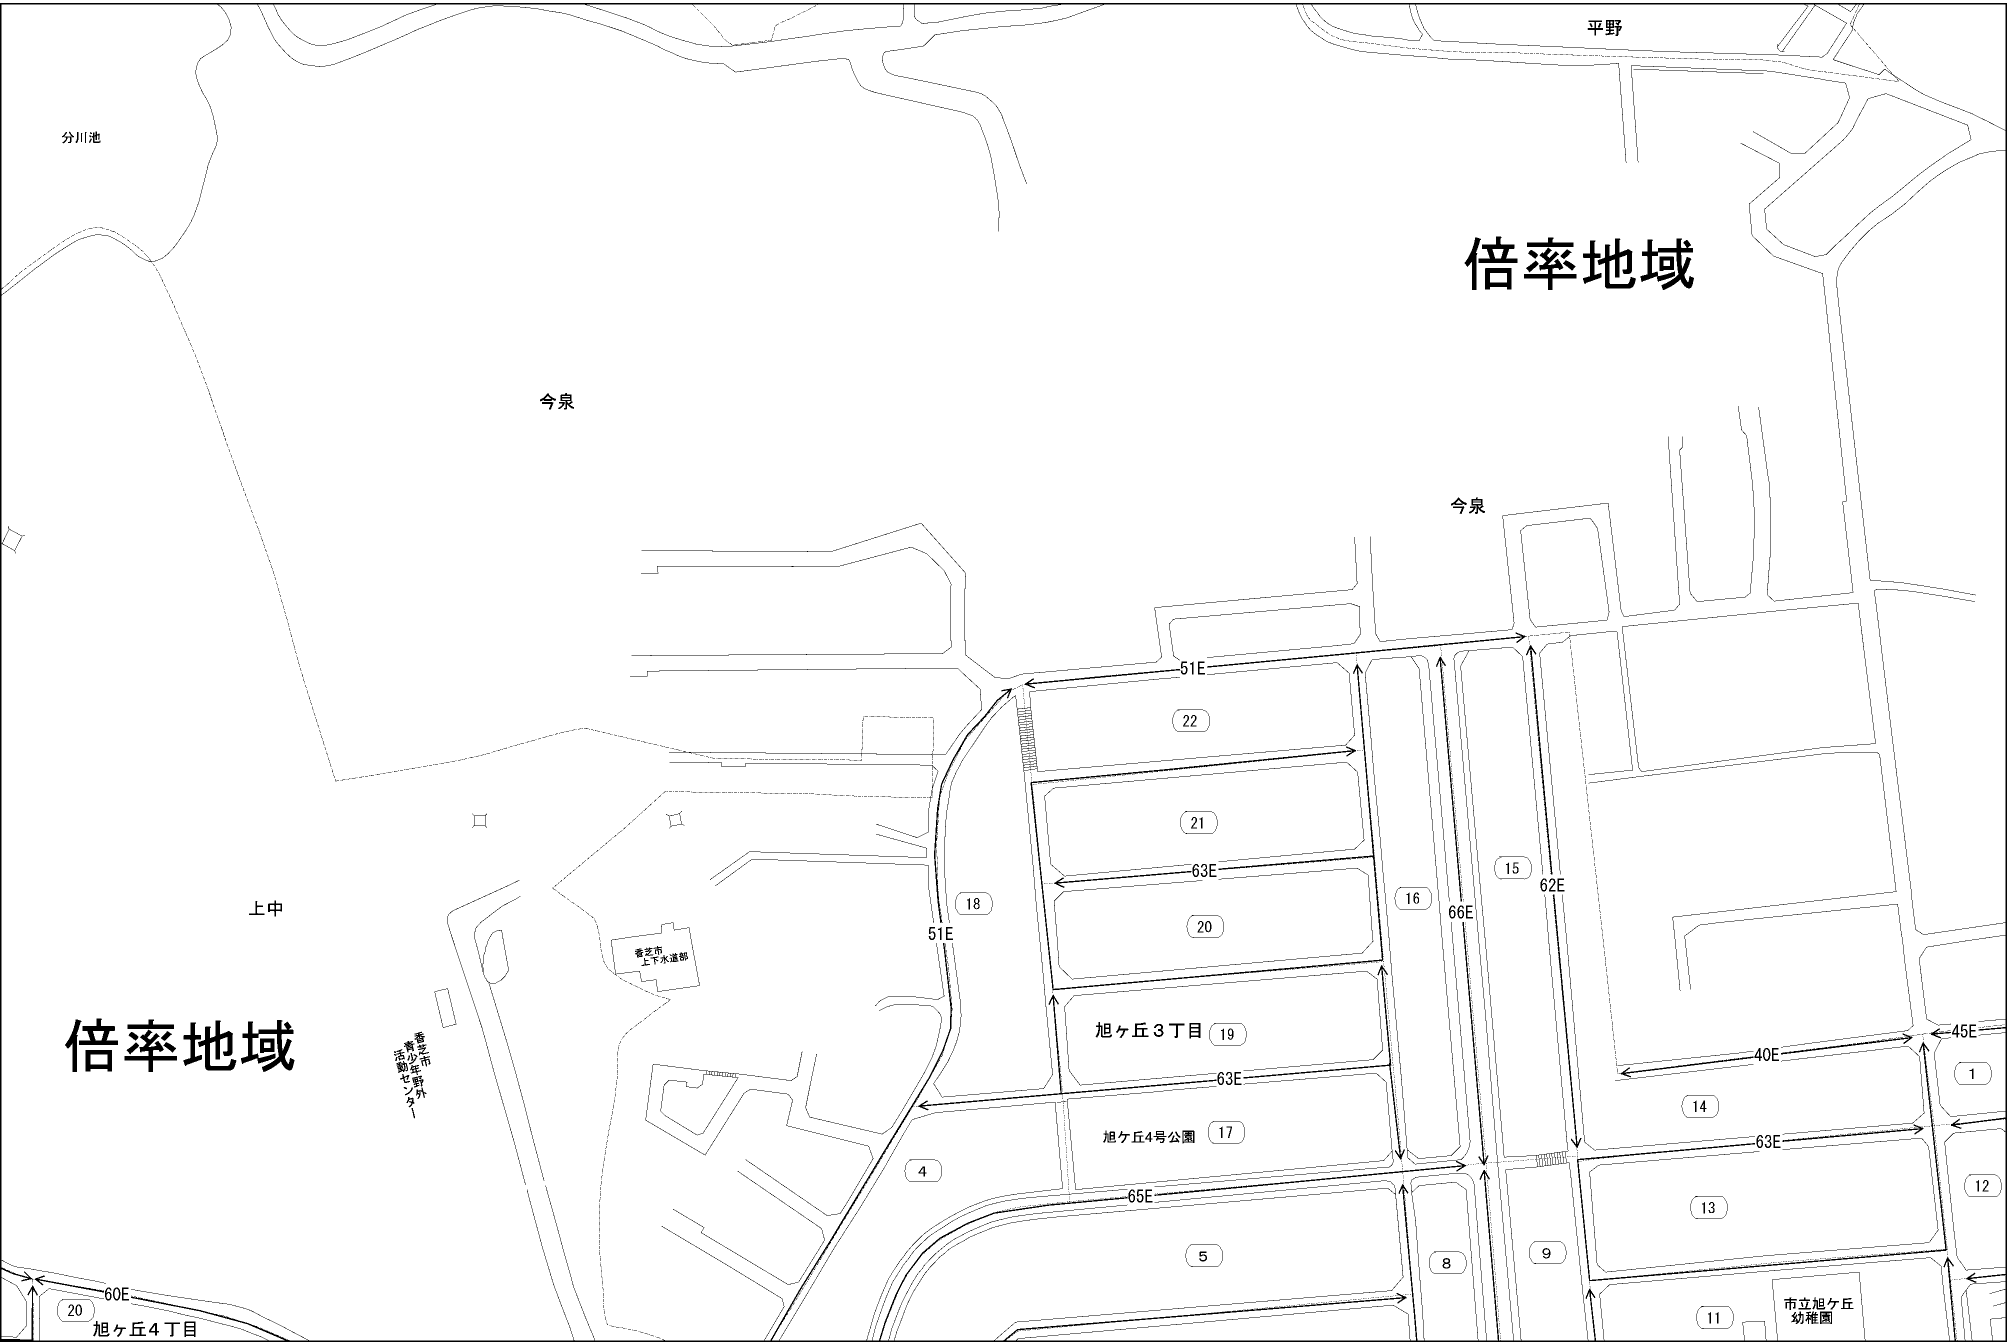 平野
分川池
倍率地域
今泉
今泉
51E
22
21
63E
15
62E
16
66E
18
20
51E
上中
香芝市
上下水道部
倍率地域
香芝市
青少年野外
活動センター
旭ヶ丘３丁目
19
45E
40E
1
63E
14
旭ケ丘4号公園
17
63E
4
12
65E
13
5
9
8
60E
20
旭ヶ丘４丁目
市立旭ケ丘
幼稚園
11